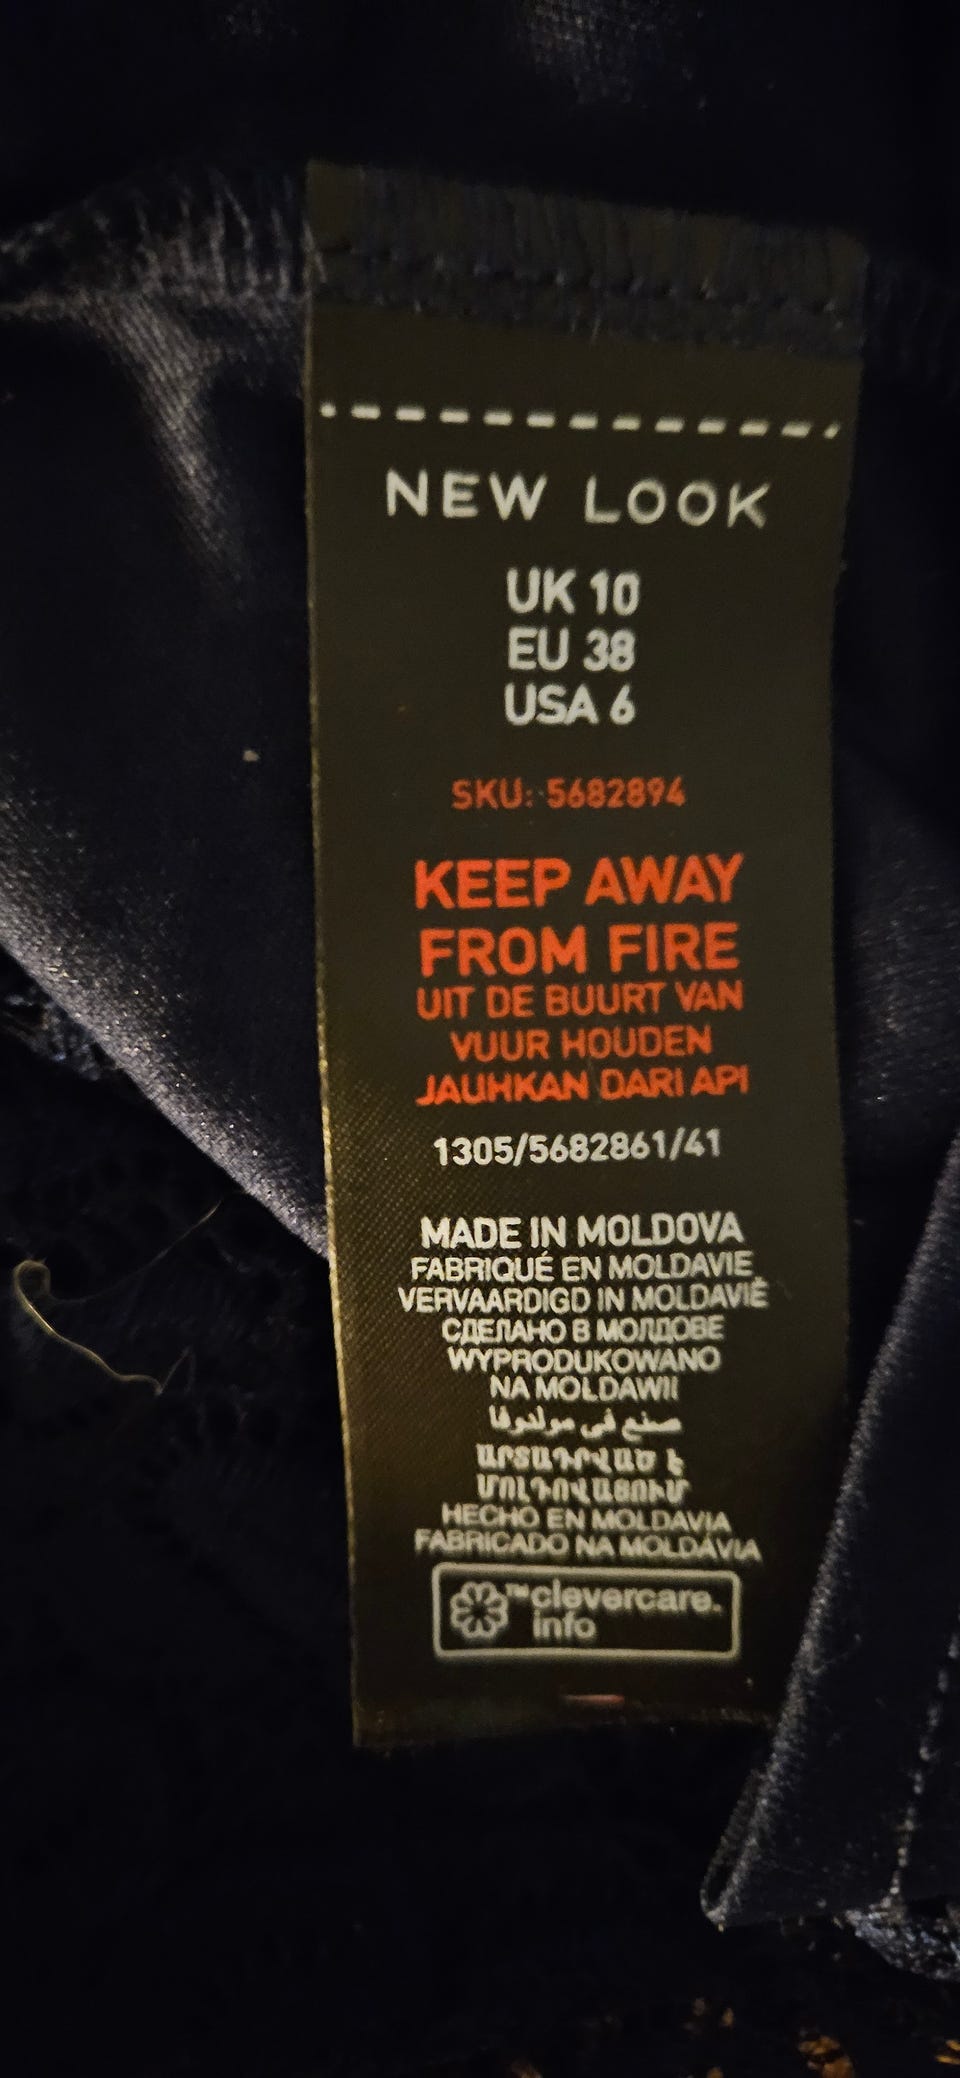 NEW LOOK
UK 10
EU 38
USA 6
SKU: 5682894
KEEP AWAY
FROM FIRE
UIT DE BUURT VAN
VUUR HOUDEN
JAUHKAN DARI API
1305/5682861/41
MADE IN MOLDOVA
FABRIQUÉ EN MOLDAVIE
VERVAARDIGD IN MOLDAVIË
СДЕЛАНО В МОЛДОВЕ
WYPRODUKOWANO
NA MOLDAWII
صنع في مولدوفا
ԱՐՏԱԴՐՎԱԾ Է
ՄՈԼԴՈՎԱՅՈՒՄ
HECHO EN MOLDAVIA
FABRICADO NA MOLDÁVIA
™clevercare.
info